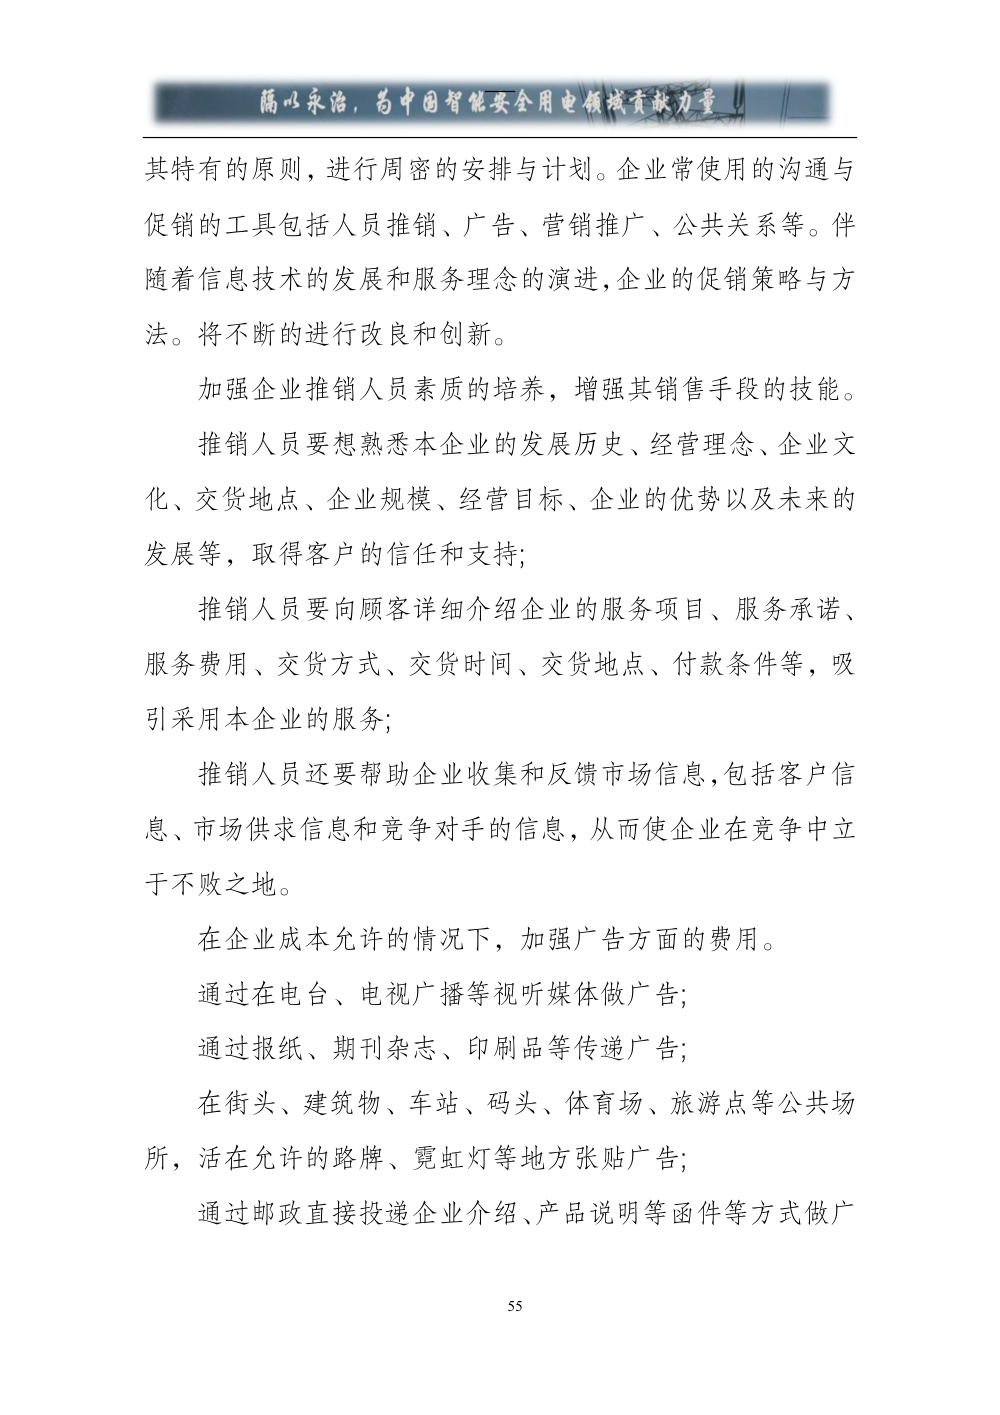 隔以永治，为中国智能安全用电领域贡献力量
其特有的原则，进行周密的安排与计划。企业常使用的沟通与
促销的工具包括人员推销、广告、营销推广、公共关系等。伴
随着信息技术的发展和服务理念的演进,企业的促销策略与方
法。将不断的进行改良和创新。
加强企业推销人员素质的培养，增强其销售手段的技能。
推销人员要想熟悉本企业的发展历史、经营理念、企业文
化、交货地点、企业规模、经营目标、企业的优势以及未来的
发展等，取得客户的信任和支持;
推销人员要向顾客详细介绍企业的服务项目、服务承诺、
服务费用、交货方式、交货时间、交货地点、付款条件等，吸
引采用本企业的服务;
推销人员还要帮助企业收集和反馈市场信息,包括客户信
息、市场供求信息和竞争对手的信息，从而使企业在竞争中立
于不败之地。
在企业成本允许的情况下，加强广告方面的费用。
通过在电台、电视广播等视听媒体做广告;
通过报纸、期刊杂志、印刷品等传递广告;
在街头、建筑物、车站、码头、体育场、旅游点等公共场
所，活在允许的路牌、霓虹灯等地方张贴广告;
通过邮政直接投递企业介绍、产品说明等函件等方式做广
55